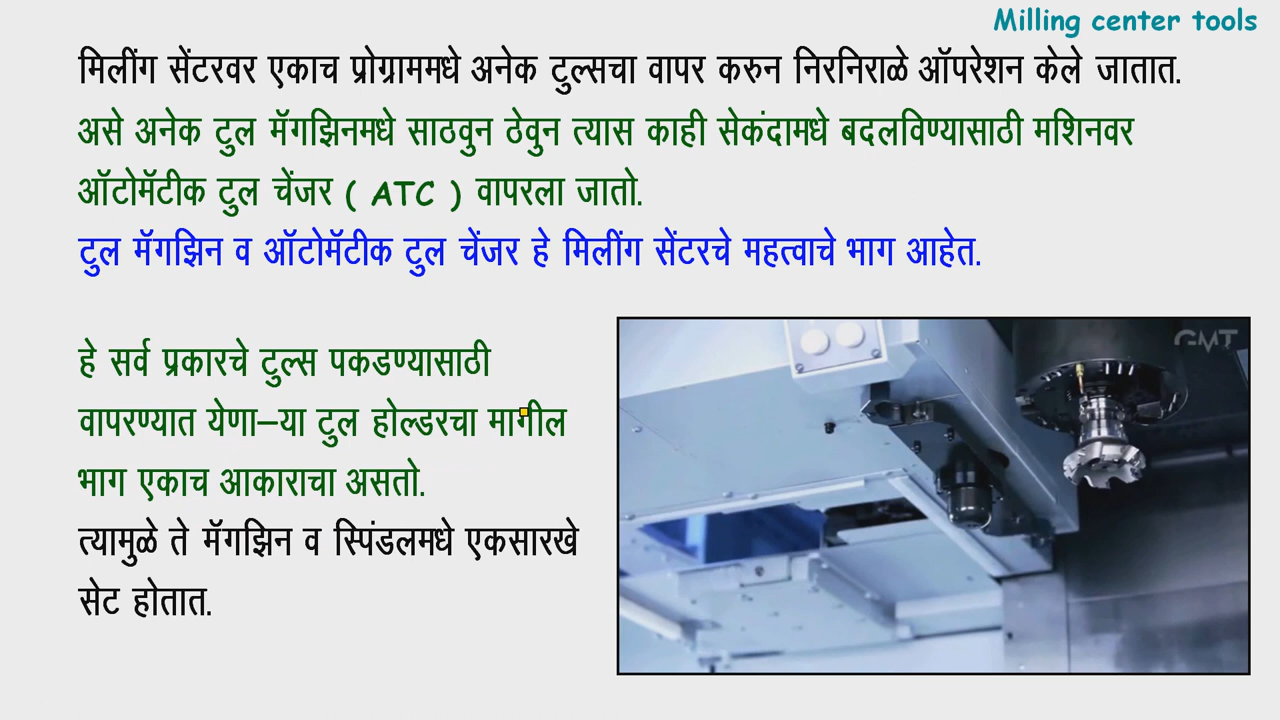 Milling center tools
मिलींग सेंटरवर एकाच प्रोग्राममधे अनेक टुल्सचा वापर करुन निरनिराळे ऑपरेशन केले जातात.
असे अनेक टुल मॅगझिनमधे साठवुन ठेवुन त्यास काही सेकंदामधे बदलविण्यासाठी मशिनवर
ऑटोमॅटीक टुल चेंजर ( ATC ) वापरला जातो.
टुल मॅगझिन व ऑटोमॅटीक टुल चेंजर हे मिलींग सेंटरचे महत्वाचे भाग आहेत.
हे सर्व प्रकारचे टुल्स पकडण्यासाठी
वापरण्यात येणा–या टुल होल्डरचा मागील
भाग एकाच आकाराचा असतो.
त्यामुळे ते मॅगझिन व स्पिंडलमधे एकसारखे
सेट होतात.
GMT